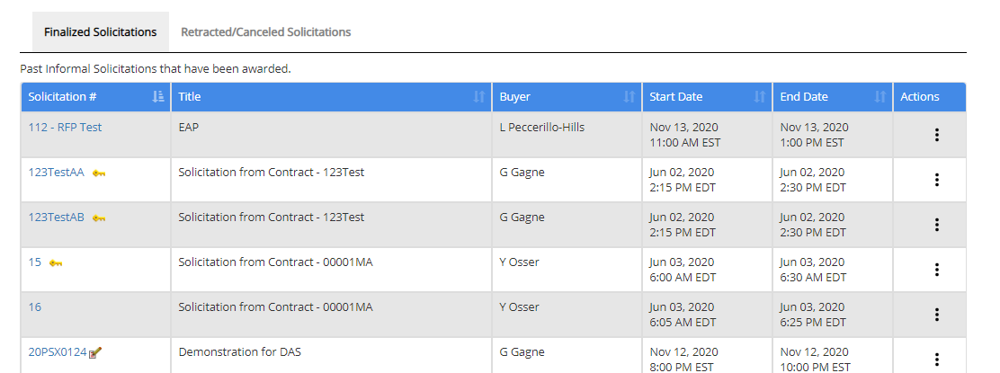 Finalized Solicitations Retracted/Canceled Solicitations
Past Informal Solicitations that have been awarded.
Solicitation # Title Buyer Start Date End Date Actions
112 - RFP Test EAP L Peccerillo-Hills Nov 13, 2020 Nov 13, 2020
11:00 AM EST 1:00 PM EST
123TestAA Solicitation from Contract - 123Test G Gagne Jun 02, 2020 Jun 02, 2020
2:15 PM EDT 2:30 PM EDT
123TestAB Solicitation from Contract - 123Test G Gagne Jun 02, 2020 Jun 02, 2020
2:15 PM EDT 2:30 PM EDT
15 Solicitation from Contract - 00001MA Y Osser Jun 03, 2020 Jun 03, 2020
6:00 AM EDT 6:30 AM EDT
16 Solicitation from Contract - 00001MA Y Osser Jun 03, 2020 Jun 03, 2020
6:05 AM EDT 6:25 PM EDT
20PSX0124 Demonstration for DAS G Gagne Nov 12, 2020 Nov 12, 2020
8:00 PM EST 10:00 PM EST